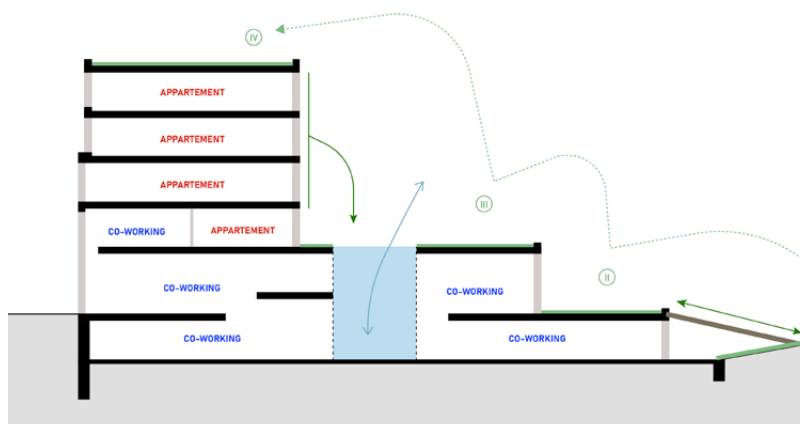 IV
APPARTEMENT
APPARTEMENT
APPARTEMENT
III
CO-WORKING
APPARTEMENT
II
CO-WORKING
CO-WORKING
CO-WORKING
CO-WORKING